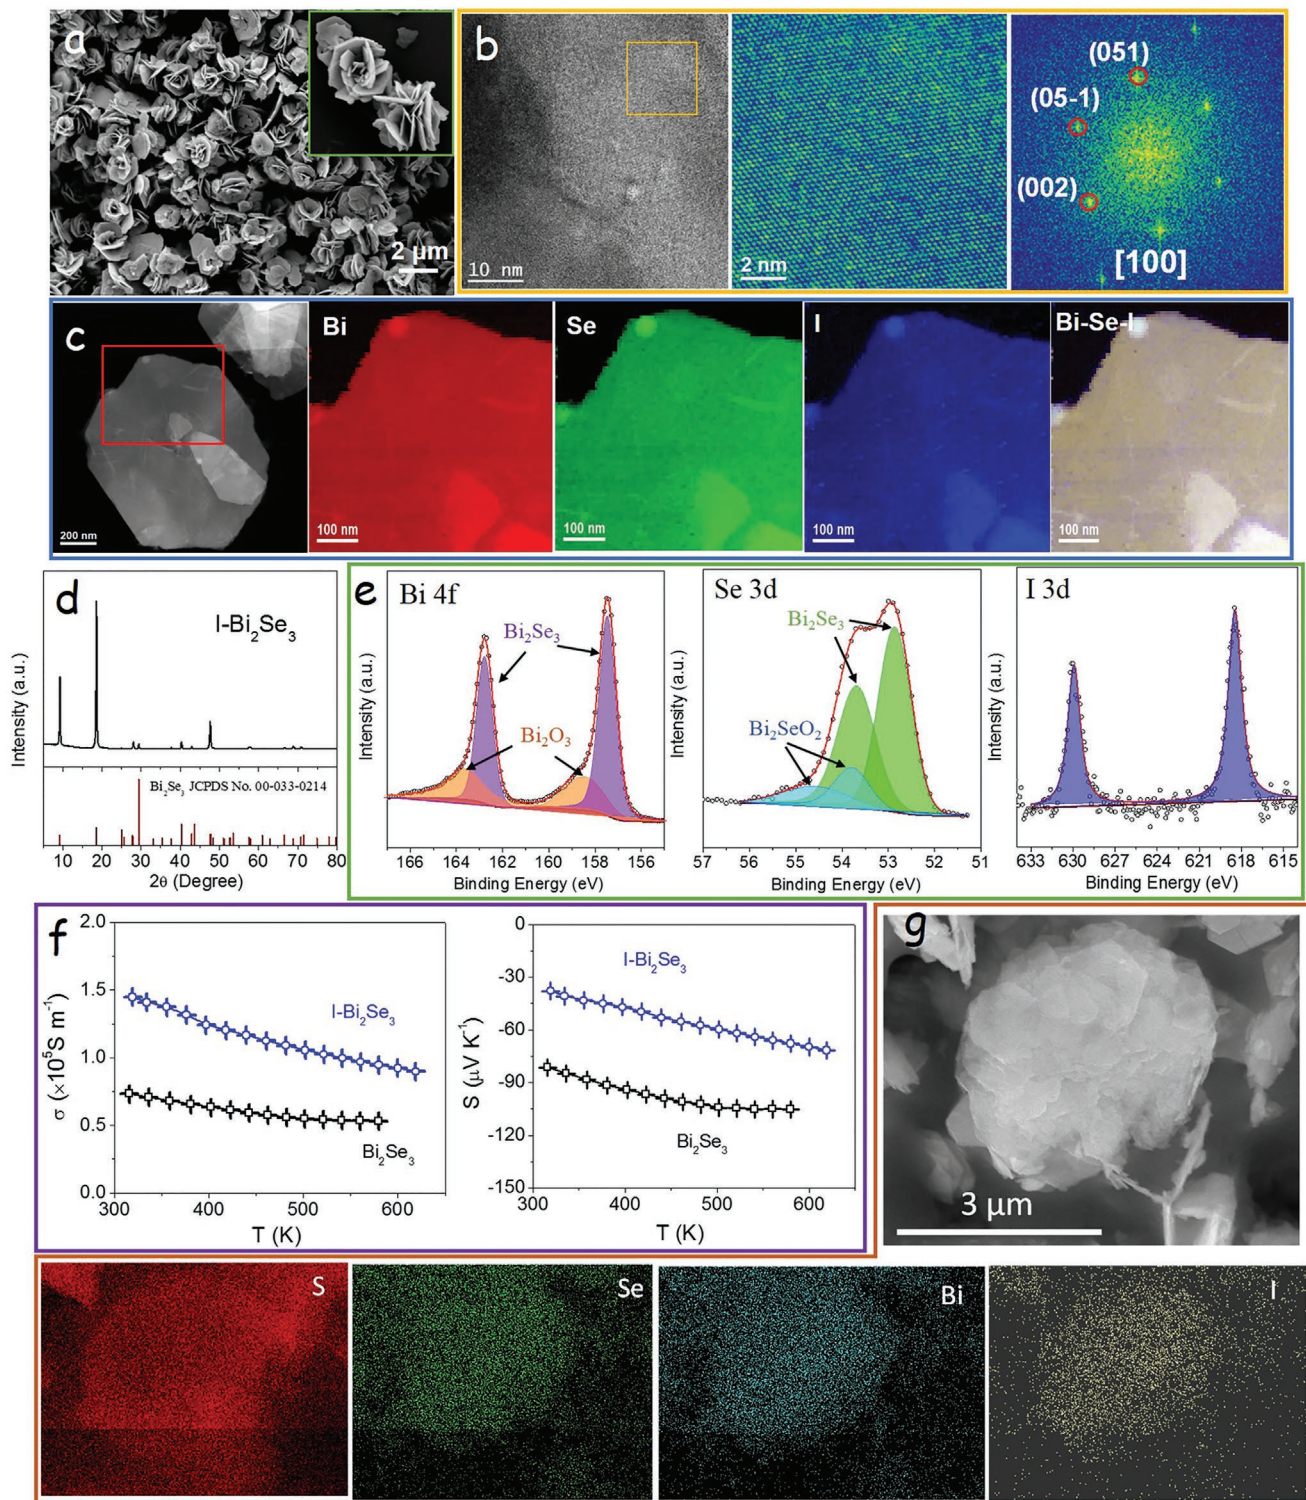 a
2 μm
b
10 nm
2 nm
(051)
(05-1)
(002)
[100]
c
200 nm
Bi
100 nm
Se
100 nm
I
100 nm
Bi-Se-I
100 nm
d
I-Bi₂Se₃
Intensity (a.u.)
Bi₂Se₃ JCPDS No. 00-033-0214
10 20 30 40 50 60 70 80
2θ (Degree)
e
Bi 4f
Bi₂Se₃
Bi₂O₃
Intensity (a.u.)
166 164 162 160 158 156
Binding Energy (eV)
Se 3d
Bi₂Se₃
Bi₂SeO₂
Intensity (a.u.)
57 56 55 54 53 52 51
Binding Energy (eV)
I 3d
Intensity (a.u.)
633 630 627 624 621 618 614
Binding Energy (eV)
f
2.0
1.5
1.0
0.5
0.0
σ (×10⁵S m⁻¹)
I-Bi₂Se₃
Bi₂Se₃
300 400 500 600
T (K)
0
-30
-60
-90
-120
-150
S (μV K⁻¹)
I-Bi₂Se₃
Bi₂Se₃
300 400 500 600
T (K)
g
3 μm
S
Se
Bi
I